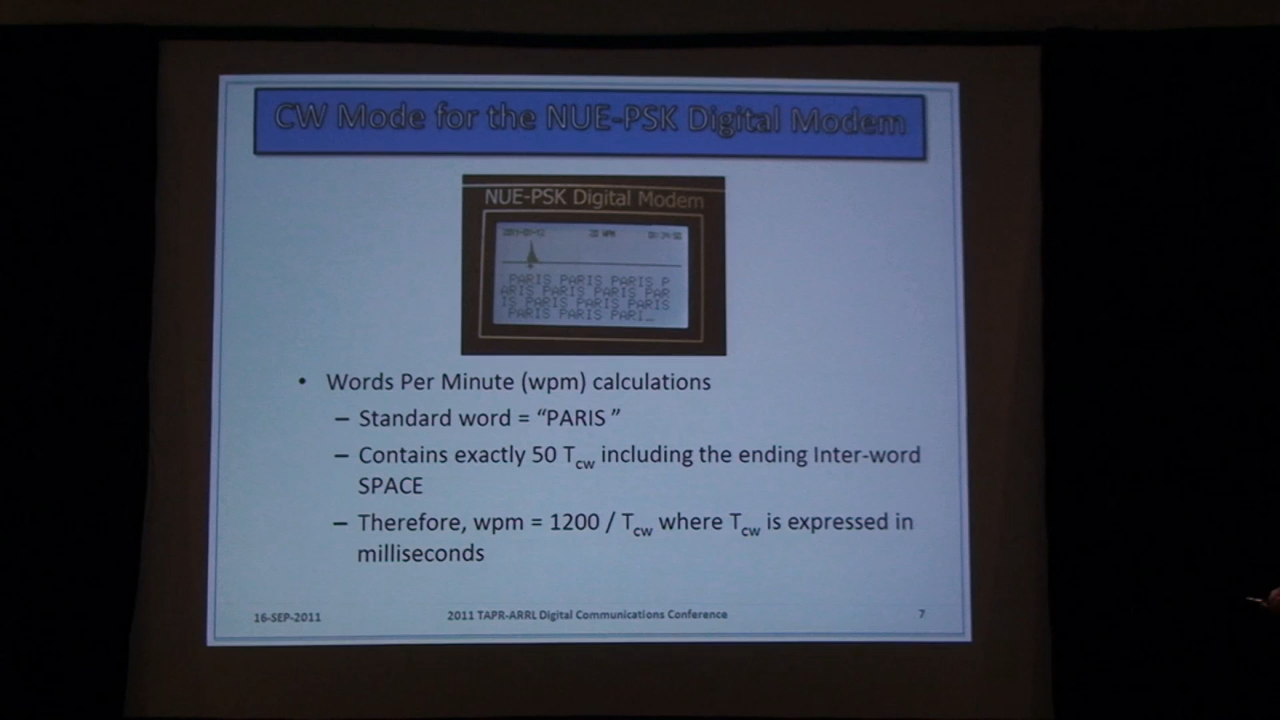 CW Mode for the NUE-PSK Digital Modem
NUE-PSK Digital Modem
20 WPM
PARIS PARIS PARIS P
ARIS PARIS PARIS PAR
IS PARIS PARIS PARIS
PARIS PARIS PARI_
• Words Per Minute (wpm) calculations
– Standard word = “PARIS ”
– Contains exactly 50 Tcw including the ending Inter-word
SPACE
– Therefore, wpm = 1200 / Tcw where Tcw is expressed in
milliseconds
16-SEP-2011 2011 TAPR-ARRL Digital Communications Conference 7